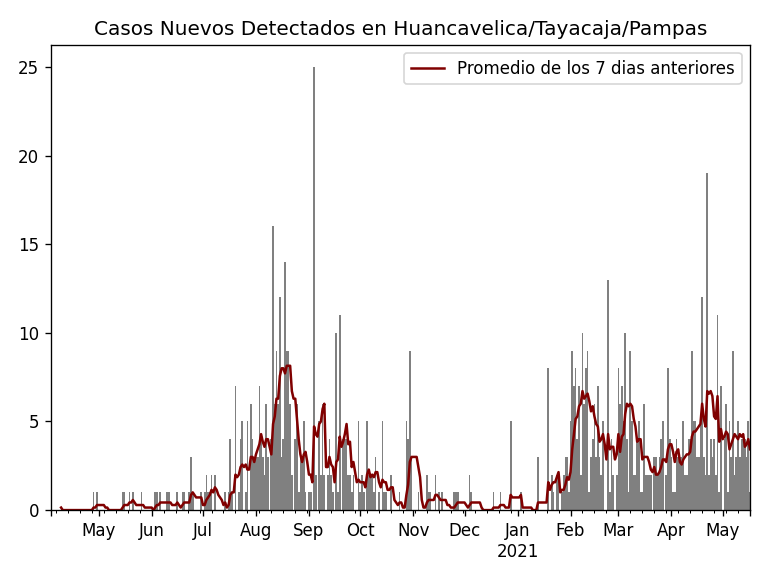 Casos Nuevos Detectados en Huancavelica/Tayacaja/Pampas
Promedio de los 7 dias anteriores
25
20
15
10
5
0
May Jun Jul Aug Sep Oct Nov Dec Jan Feb Mar Apr May
2021